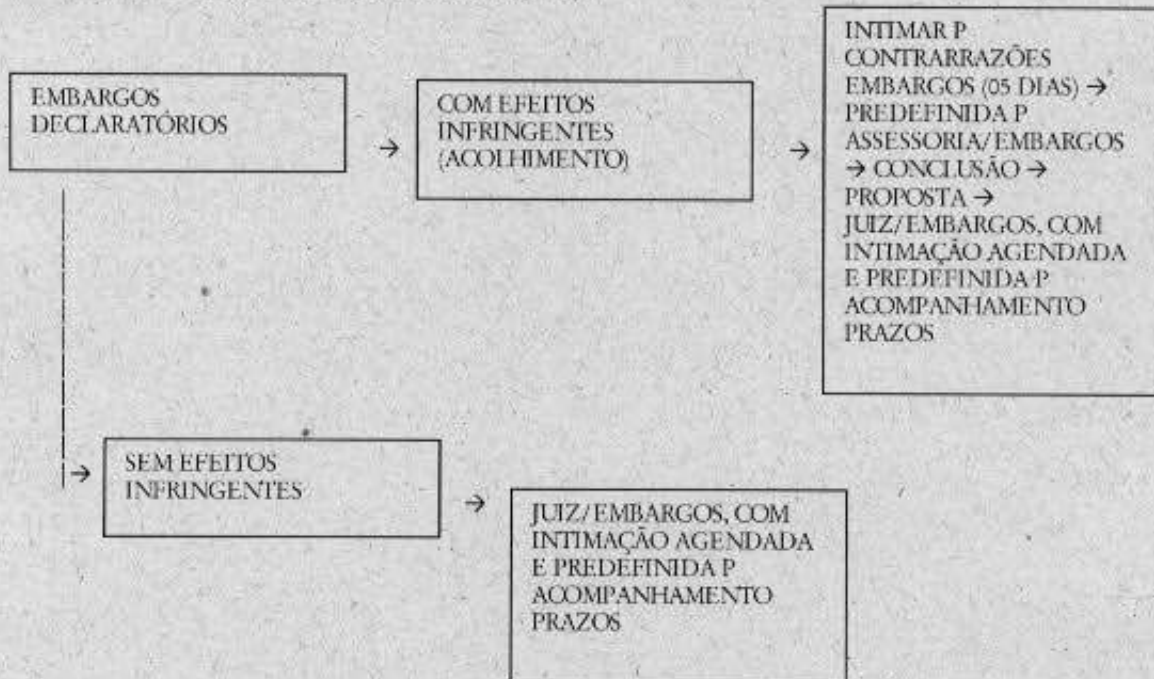 EMBARGOS
DECLARATÓRIOS
→
COM EFEITOS
INFRINGENTES
(ACOLHIMENTO)
→
INTIMAR P
CONTRARRAZÕES
EMBARGOS (05 DIAS) →
PREDEFINIDA P
ASSESSORIA/EMBARGOS
→ CONCLUSÃO →
PROPOSTA →
JUIZ/EMBARGOS, COM
INTIMAÇÃO AGENDADA
E PREDEFINIDA P
ACOMPANHAMENTO
PRAZOS
→
SEM EFEITOS
INFRINGENTES
→
JUIZ/EMBARGOS, COM
INTIMAÇÃO AGENDADA
E PREDEFINIDA P
ACOMPANHAMENTO
PRAZOS